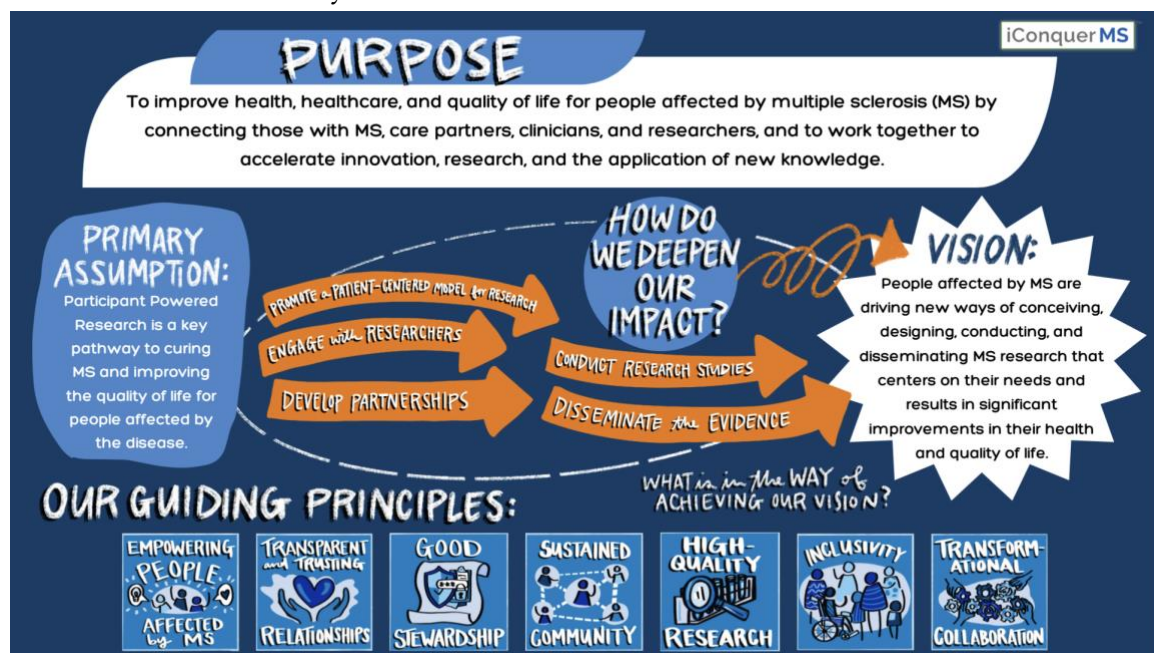 iConquerMS
PURPOSE
To improve health, healthcare, and quality of life for people affected by multiple sclerosis (MS) by
connecting those with MS, care partners, clinicians, and researchers, and to work together to
accelerate innovation, research, and the application of new knowledge.
PRIMARY
ASSUMPTION:
Participant Powered
Research is a key
pathway to curing
MS and improving
the quality of life for
people affected by
the disease.
PROMOTE a PATIENT-CENTERED MODEL for RESEARCH
ENGAGE with RESEARCHERS
DEVELOP PARTNERSHIPS
HOW DO
WE DEEPEN
OUR
IMPACT?
CONDUCT RESEARCH STUDIES
DISSEMINATE the EVIDENCE
VISION:
People affected by MS are
driving new ways of conceiving,
designing, conducting, and
disseminating MS research that
centers on their needs and
results in significant
improvements in their health
and quality of life.
WHAT is in the WAY of
ACHIEVING OUR VISION?
OUR GUIDING PRINCIPLES:
EMPOWERING
PEOPLE
AFFECTED
by MS
TRANSPARENT
and TRUSTING
RELATIONSHIPS
GOOD
STEWARDSHIP
SUSTAINED
COMMUNITY
HIGH-
QUALITY
RESEARCH
INCLUSIVITY
TRANSFORM-
ATIONAL
COLLABORATION